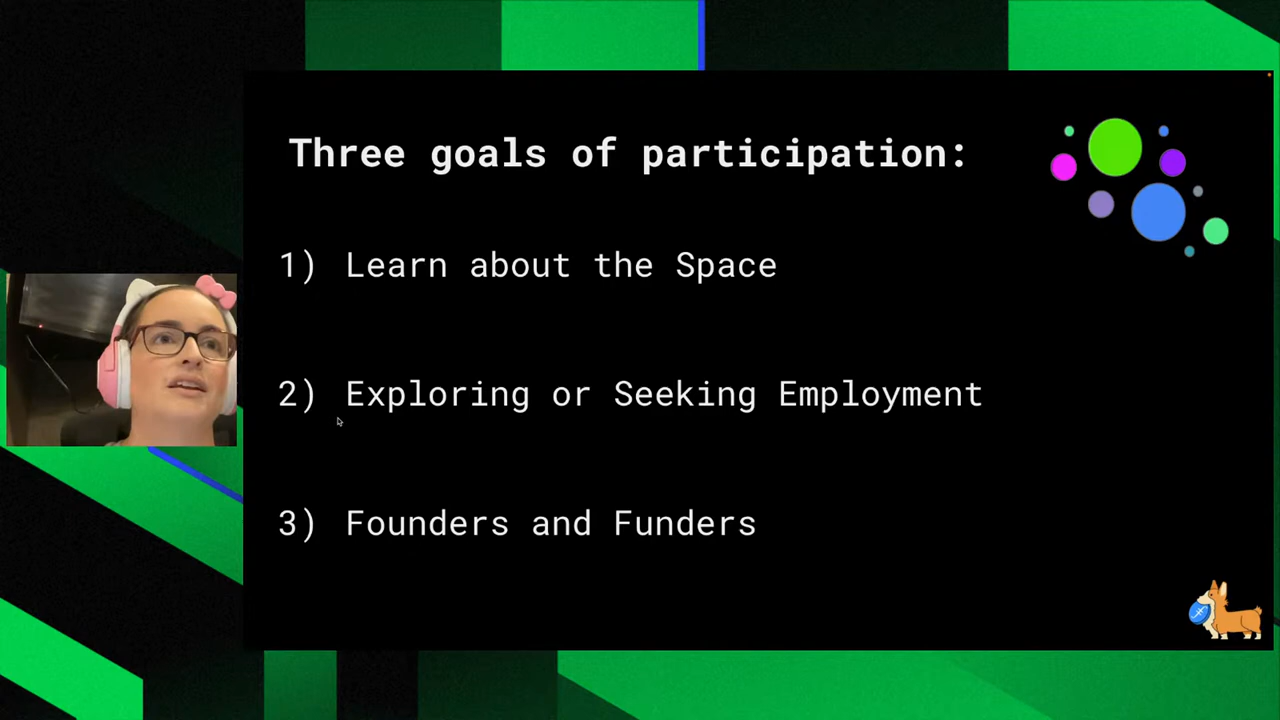 Three goals of participation:
1) Learn about the Space
2) Exploring or Seeking Employment
3) Founders and Funders